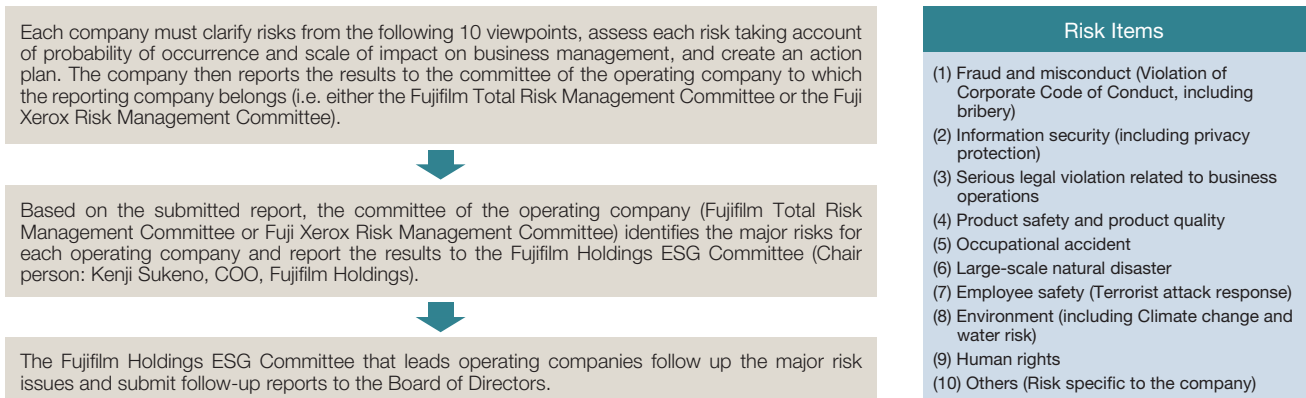 Each company must clarify risks from the following 10 viewpoints, assess each risk taking account
of probability of occurrence and scale of impact on business management, and create an action
plan. The company then reports the results to the committee of the operating company to which
the reporting company belongs (i.e. either the Fujifilm Total Risk Management Committee or the Fuji
Xerox Risk Management Committee).
Based on the submitted report, the committee of the operating company (Fujifilm Total Risk
Management Committee or Fuji Xerox Risk Management Committee) identifies the major risks for
each operating company and report the results to the Fujifilm Holdings ESG Committee (Chair
person: Kenji Sukeno, COO, Fujifilm Holdings).
The Fujifilm Holdings ESG Committee that leads operating companies follow up the major risk
issues and submit follow-up reports to the Board of Directors.
Risk Items
(1) Fraud and misconduct (Violation of
Corporate Code of Conduct, including
bribery)
(2) Information security (including privacy
protection)
(3) Serious legal violation related to business
operations
(4) Product safety and product quality
(5) Occupational accident
(6) Large-scale natural disaster
(7) Employee safety (Terrorist attack response)
(8) Environment (including Climate change and
water risk)
(9) Human rights
(10) Others (Risk specific to the company)